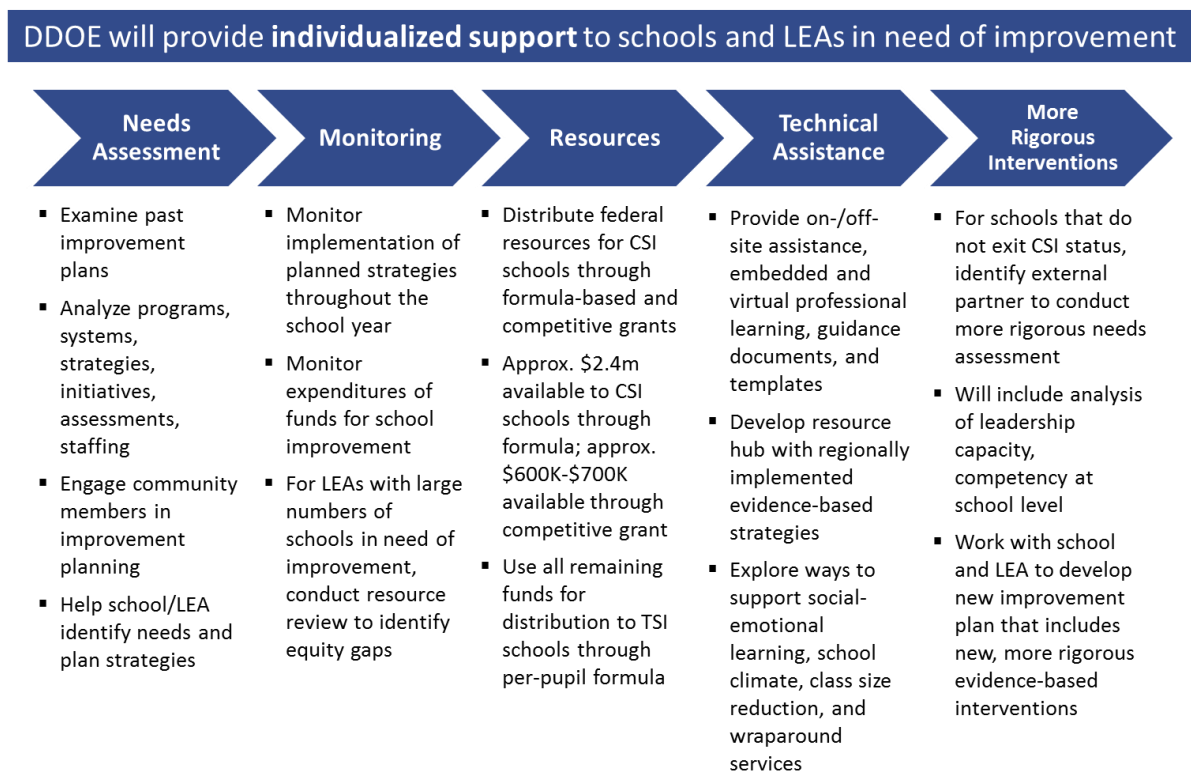 DDOE will provide individualized support to schools and LEAs in need of improvement
Needs
Assessment
▪ Examine past
improvement
plans
▪ Analyze programs,
systems,
strategies,
initiatives,
assessments,
staffing
▪ Engage community
members in
improvement
planning
▪ Help school/LEA
identify needs and
plan strategies
Monitoring
▪ Monitor
implementation of
planned strategies
throughout the
school year
▪ Monitor
expenditures of
funds for school
improvement
▪ For LEAs with large
numbers of
schools in need of
improvement,
conduct resource
review to identify
equity gaps
Resources
▪ Distribute federal
resources for CSI
schools through
formula-based and
competitive grants
▪ Approx. $2.4m
available to CSI
schools through
formula; approx.
$600K-$700K
available through
competitive grant
▪ Use all remaining
funds for
distribution to TSI
schools through
per-pupil formula
Technical
Assistance
▪ Provide on-/off-
site assistance,
embedded and
virtual professional
learning, guidance
documents, and
templates
▪ Develop resource
hub with regionally
implemented
evidence-based
strategies
▪ Explore ways to
support social-
emotional
learning, school
climate, class size
reduction, and
wraparound
services
More
Rigorous
Interventions
▪ For schools that do
not exit CSI status,
identify external
partner to conduct
more rigorous needs
assessment
▪ Will include analysis
of leadership
capacity,
competency at
school level
▪ Work with school
and LEA to develop
new improvement
plan that includes
new, more rigorous
evidence-based
interventions